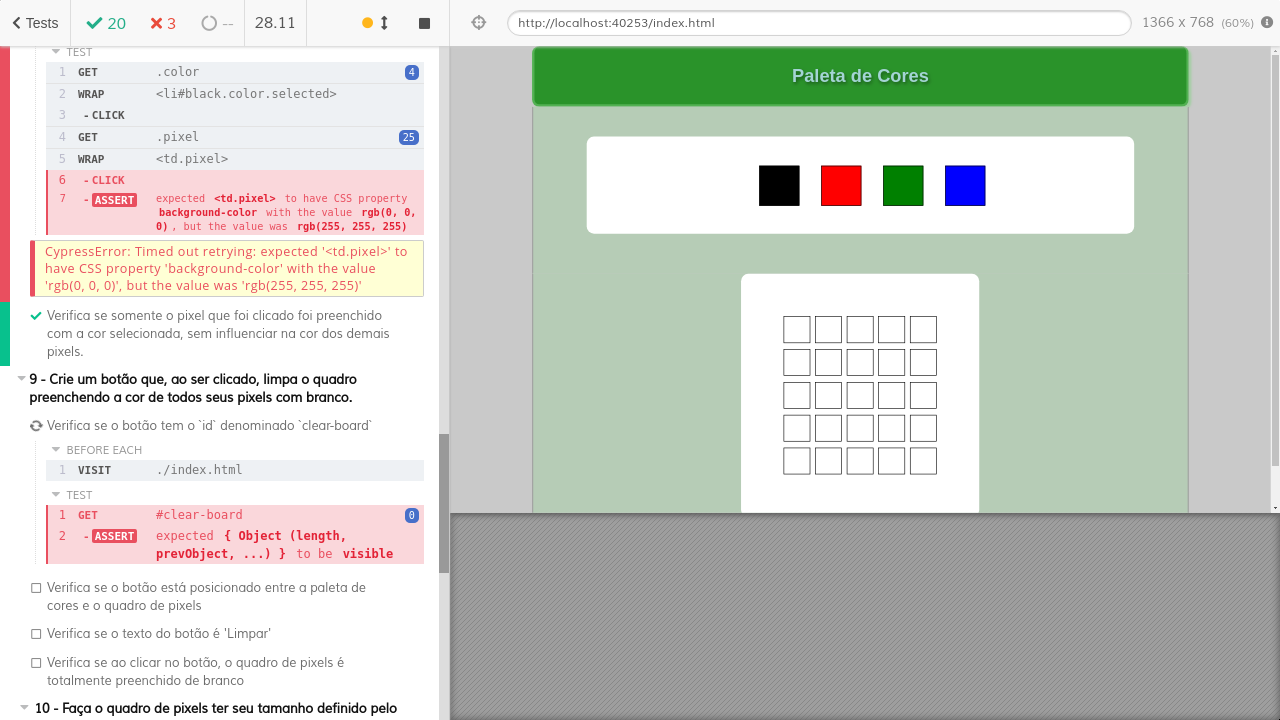 Tests 20 3 -- 28.11 http://localhost:40253/index.html 1366 x 768 (60%)
TEST
1 GET .color 4
2 WRAP <li#black.color.selected>
3 - CLICK
4 GET .pixel 25
5 WRAP <td.pixel>
6 - CLICK
7 - ASSERT expected <td.pixel> to have CSS property
background-color with the value rgb(0, 0,
0) , but the value was rgb(255, 255, 255)
CypressError: Timed out retrying: expected '<td.pixel>' to
have CSS property 'background-color' with the value
'rgb(0, 0, 0)', but the value was 'rgb(255, 255, 255)'
Verifica se somente o pixel que foi clicado foi preenchido
com a cor selecionada, sem influenciar na cor dos demais
pixels.
9 - Crie um botão que, ao ser clicado, limpa o quadro
preenchendo a cor de todos seus pixels com branco.
Verifica se o botão tem o `id` denominado `clear-board`
BEFORE EACH
1 VISIT ./index.html
TEST
1 GET #clear-board 0
2 - ASSERT expected { Object (length,
prevObject, ...) } to be visible
Verifica se o botão está posicionado entre a paleta de
cores e o quadro de pixels
Verifica se o texto do botão é 'Limpar'
Verifica se ao clicar no botão, o quadro de pixels é
totalmente preenchido de branco
10 - Faça o quadro de pixels ter seu tamanho definido pelo
Paleta de Cores